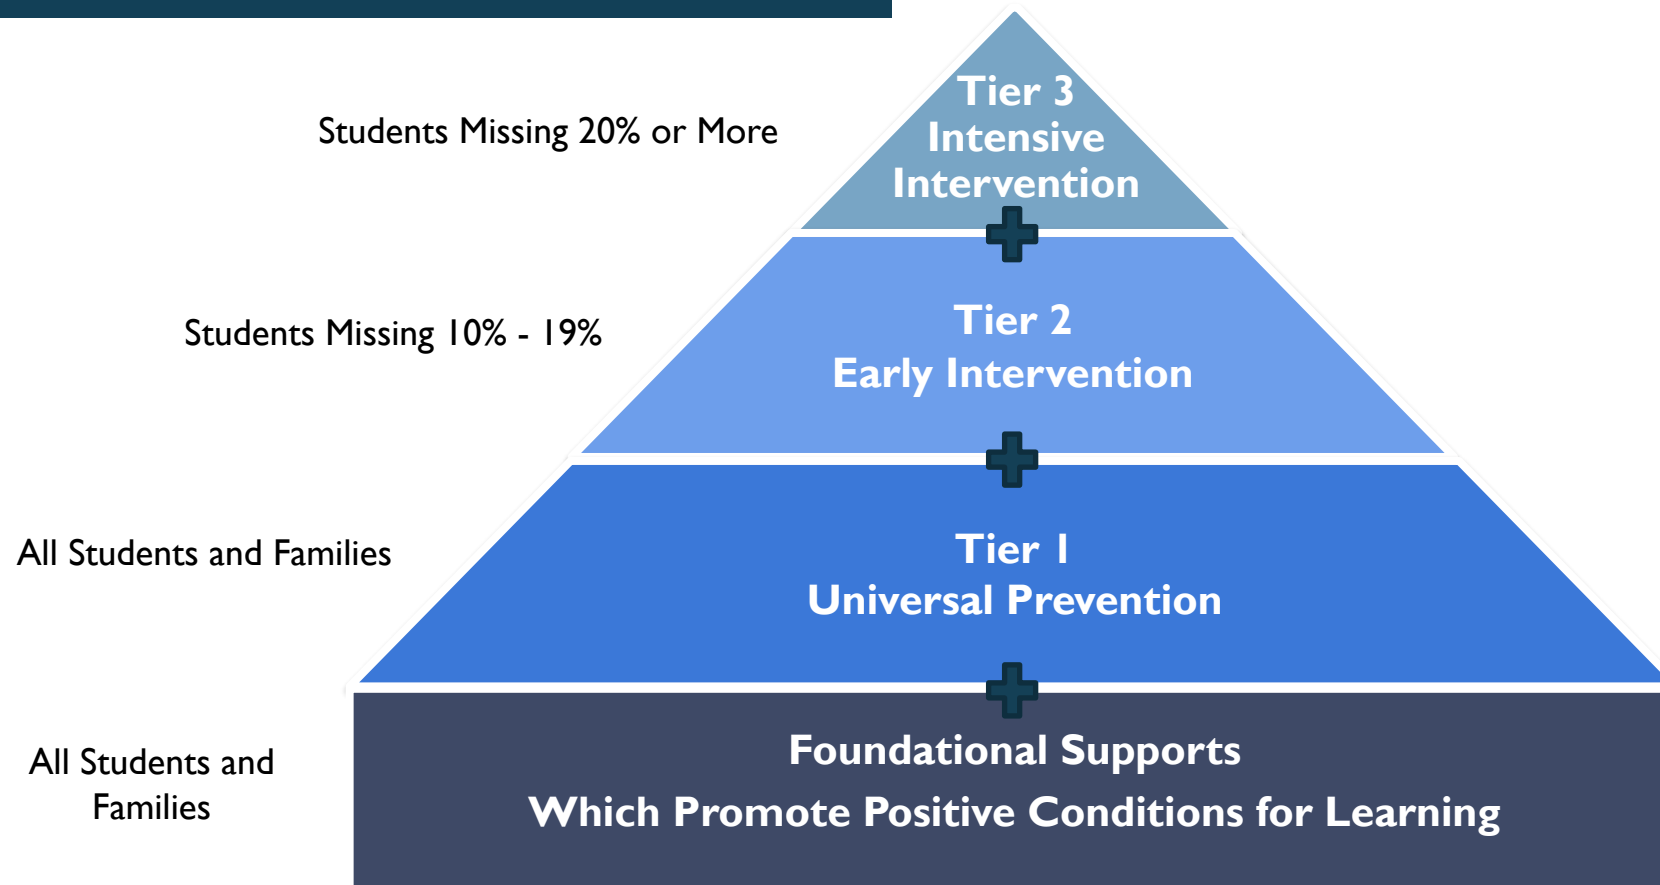 Tier 3
Intensive
Intervention
Students Missing 20% or More
Tier 2
Early Intervention
Students Missing 10% - 19%
Tier 1
Universal Prevention
All Students and Families
Foundational Supports
Which Promote Positive Conditions for Learning
All Students and
Families